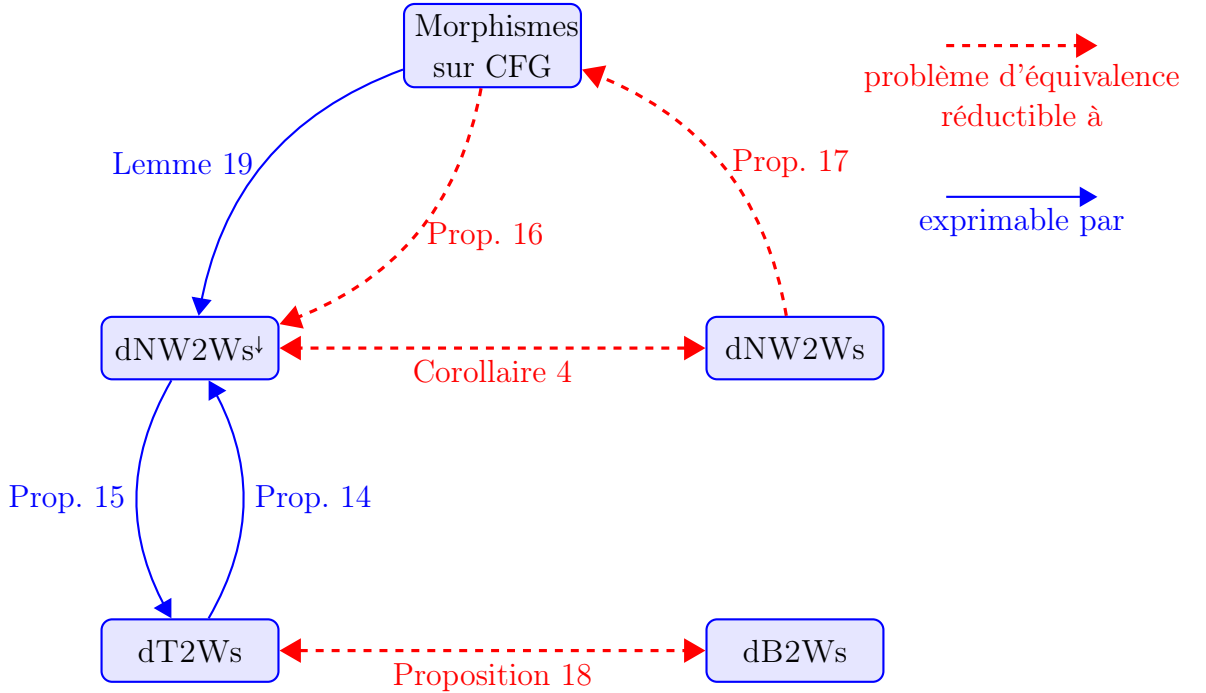 Morphismes
sur CFG
problème d'équivalence
réductible à
Lemme 19
Prop. 17
exprimable par
Prop. 16
dNW2Ws↓
dNW2Ws
Corollaire 4
Prop. 15
Prop. 14
dT2Ws
dB2Ws
Proposition 18